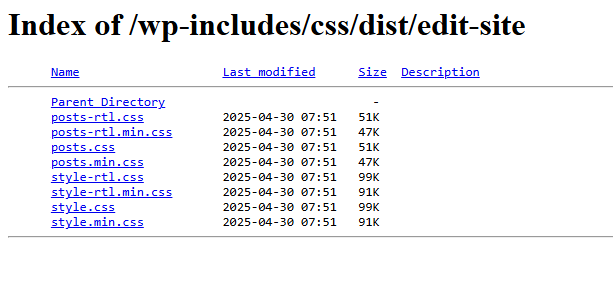 Index of /wp-includes/css/dist/edit-site
Name Last modified Size Description
Parent Directory -
posts-rtl.css 2025-04-30 07:51 51K
posts-rtl.min.css 2025-04-30 07:51 47K
posts.css 2025-04-30 07:51 51K
posts.min.css 2025-04-30 07:51 47K
style-rtl.css 2025-04-30 07:51 99K
style-rtl.min.css 2025-04-30 07:51 91K
style.css 2025-04-30 07:51 99K
style.min.css 2025-04-30 07:51 91K